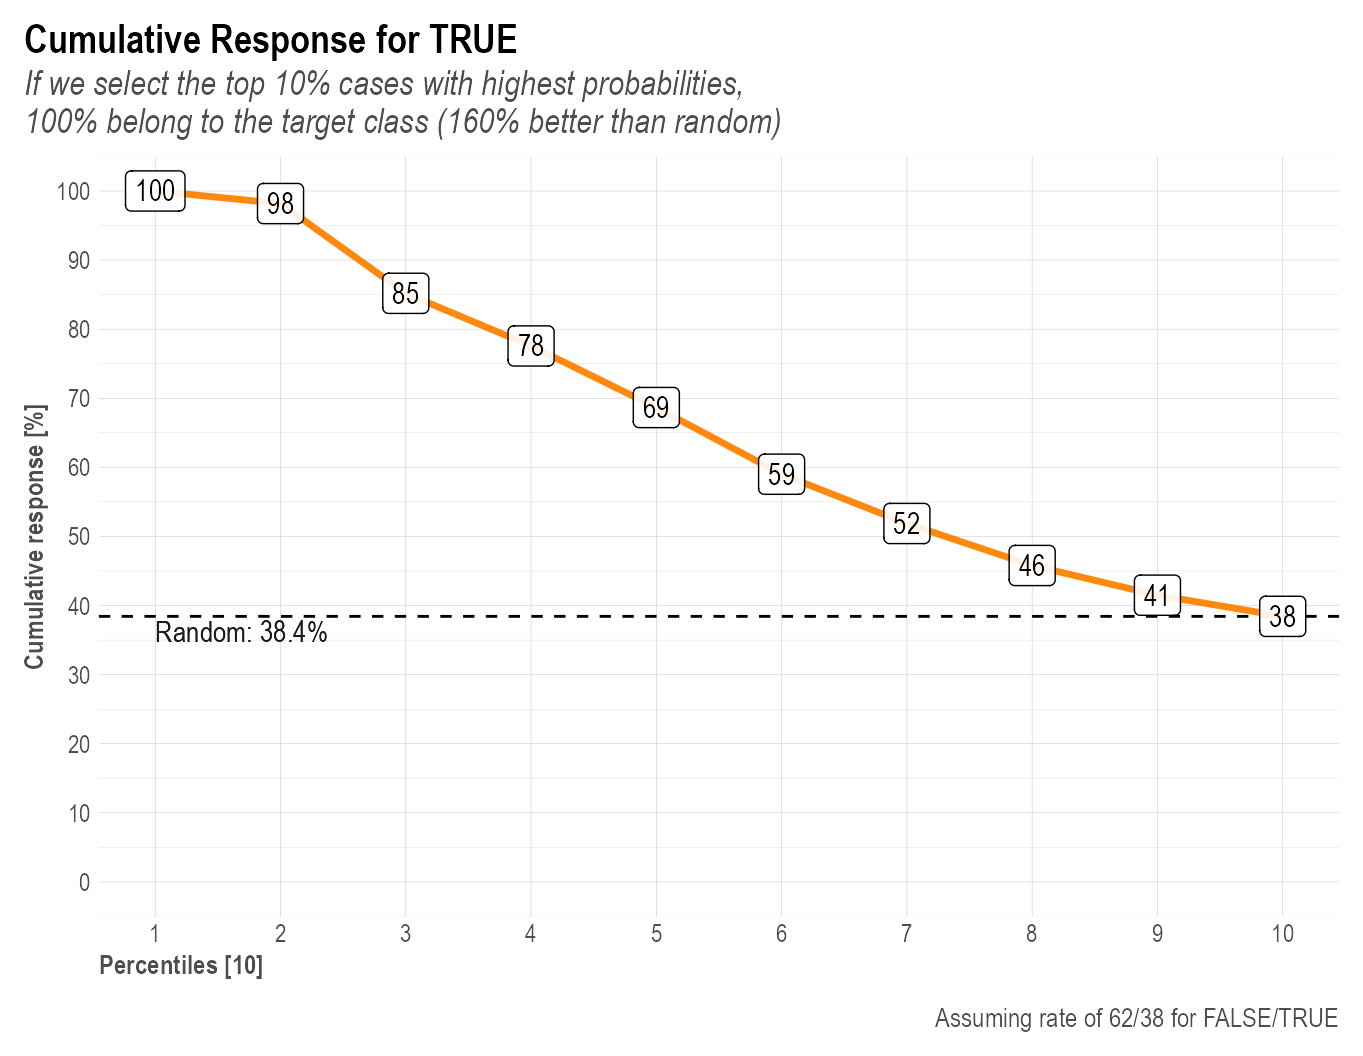 Cumulative Response for TRUE
If we select the top 10% cases with highest probabilities,
100% belong to the target class (160% better than random)
Cumulative response [%]
100
90
80
70
60
50
40
30
20
10
0
100
98
85
78
69
59
52
46
41
38
Random: 38.4%
1 2 3 4 5 6 7 8 9 10
Percentiles [10]
Assuming rate of 62/38 for FALSE/TRUE